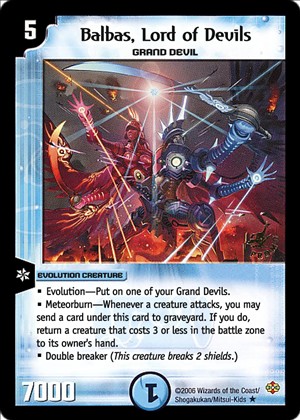 5
Balbas, Lord of Devils
GRAND DEVIL
EVOLUTION CREATURE
• Evolution—Put on one of your Grand Devils.
• Meteorburn—Whenever a creature attacks, you may
send a card under this card to graveyard. If you do,
return a creature that costs 3 or less in the battle zone
to its owner's hand.
• Double breaker (This creature breaks 2 shields.)
7000
1
©2006 Wizards of the Coast/
Shogakukan/Mitsui-Kids ★